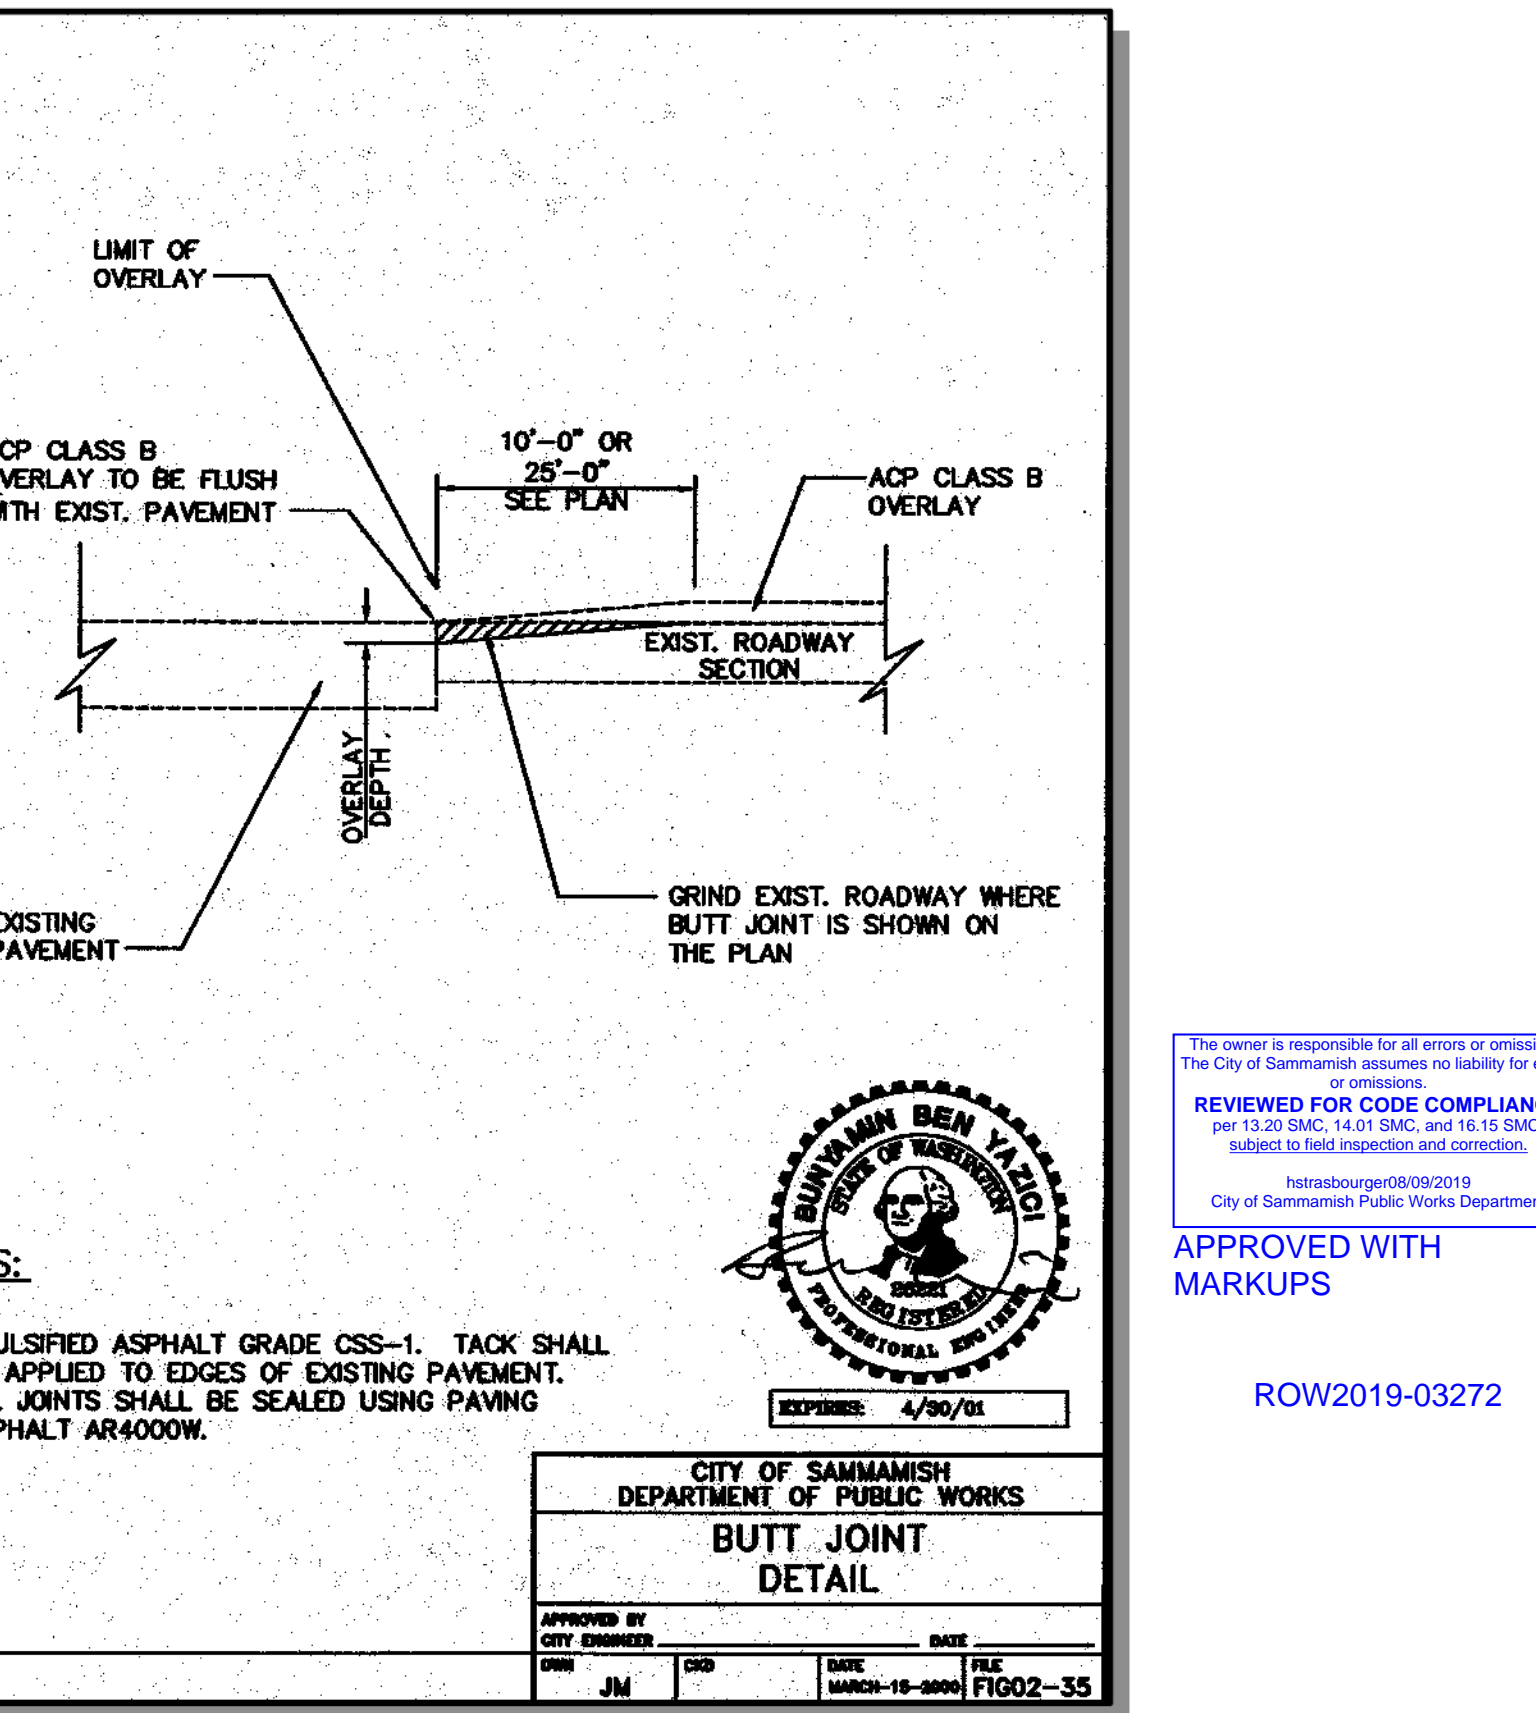 LIMIT OF
OVERLAY
CP CLASS B
VERLAY TO BE FLUSH
TH EXIST. PAVEMENT
10'-0" OR
25'-0"
SEE PLAN
ACP CLASS B
OVERLAY
EXIST. ROADWAY
SECTION
OVERLAY
DEPTH
GRIND EXIST. ROADWAY WHERE
BUTT JOINT IS SHOWN ON
THE PLAN
XISTING
PAVEMENT
The owner is responsible for all errors or omissi
The City of Sammamish assumes no liability for e
or omissions.
REVIEWED FOR CODE COMPLIANC
per 13.20 SMC, 14.01 SMC, and 16.15 SMC
subject to field inspection and correction.
hstrasbourger08/09/2019
City of Sammamish Public Works Departmen
APPROVED WITH
MARKUPS
ROW2019-03272
BUNYAMIN BEN YAZICI
STATE OF WASHINGTON
REGISTERED
PROFESSIONAL ENGINEER
EXPIRES: 4/30/01
S:
ULSIFIED ASPHALT GRADE CSS-1. TACK SHALL
APPLIED TO EDGES OF EXISTING PAVEMENT.
JOINTS SHALL BE SEALED USING PAVING
PHALT AR4000W.
CITY OF SAMMAMISH
DEPARTMENT OF PUBLIC WORKS
BUTT JOINT
DETAIL
APPROVED BY
CITY ENGINEER DATE
DWN CKD DATE FILE
JM MARCH-15-2000 FIG02-35